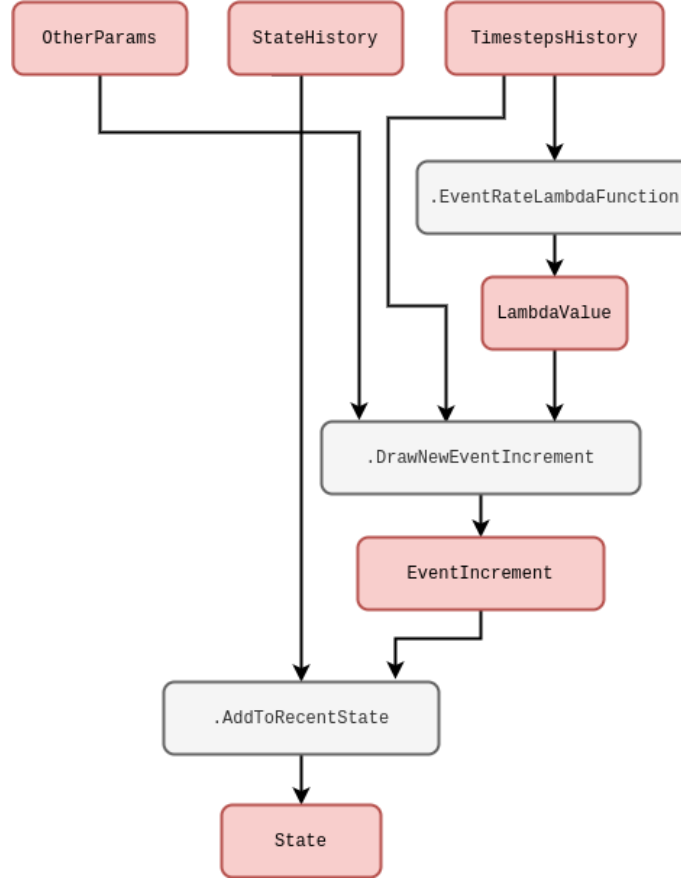 OtherParams
StateHistory
TimestepsHistory
.EventRateLambdaFunction
LambdaValue
.DrawNewEventIncrement
EventIncrement
.AddToRecentState
State